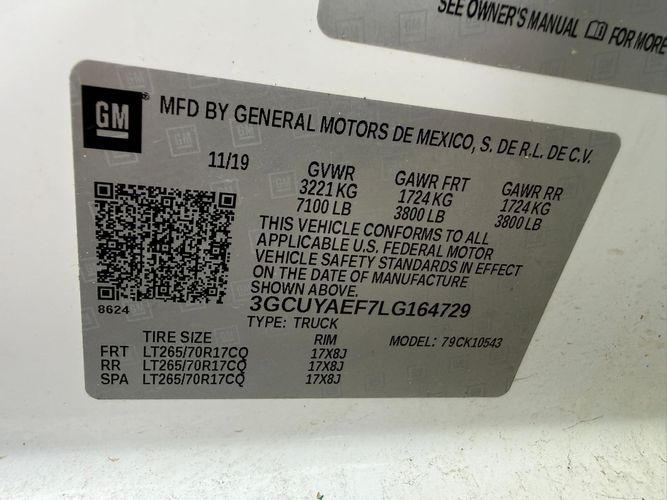 SEE OWNER'S MANUAL FOR MORE
GM ®
MFD BY GENERAL MOTORS DE MEXICO, S. DE R.L. DE C.V.
11/19 GVWR GAWR FRT GAWR RR
3221 KG 1724 KG 1724 KG
7100 LB 3800 LB 3800 LB
THIS VEHICLE CONFORMS TO ALL
APPLICABLE U.S. FEDERAL MOTOR
VEHICLE SAFETY STANDARDS IN EFFECT
ON THE DATE OF MANUFACTURE
SHOWN ABOVE.
8624 3GCUYAEF7LG164729
TYPE: TRUCK
TIRE SIZE RIM MODEL: 79CK10543
FRT LT265/70R17CQ 17X8J
RR LT265/70R17CQ 17X8J
SPA LT265/70R17CQ 17X8J